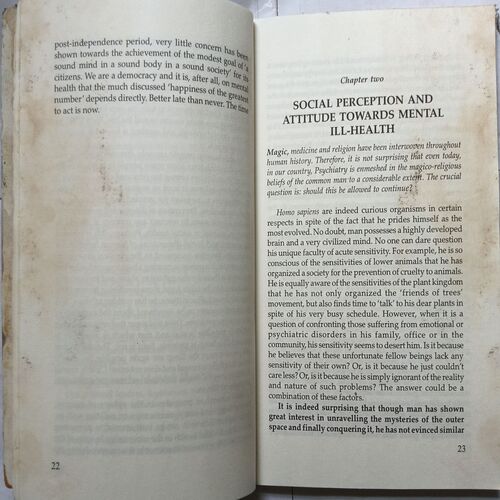 post-independence period, very little concern has been
shown towards the achievement of the modest goal of 'a
sound mind in a sound body in a sound society' for its
citizens. We are a democracy and it is, after all, on mental
health that the much discussed 'happiness of the greatest
number' depends directly. Better late than never. The time
to act is now.
22
Chapter two
SOCIAL PERCEPTION AND
ATTITUDE TOWARDS MENTAL
ILL-HEALTH
Magic, medicine and religion have been interwoven throughout
human history. Therefore, it is not surprising that even today,
in our country, Psychiatry is enmeshed in the magico-religious
beliefs of the common man to a considerable extent. The crucial
question is: should this be allowed to continue?
Homo sapiens are indeed curious organisms in certain
respects in spite of the fact that he prides himself as the
most evolved. No doubt, man possesses a highly developed
brain and a very civilized mind. No one can dare question
his unique faculty of acute sensitivity. For example, he is so
conscious of the sensitivities of lower animals that he has
organized a society for the prevention of cruelty to animals.
He is equally aware of the sensitivities of the plant kingdom
that he has not only organized the 'friends of trees'
movement, but also finds time to 'talk' to his dear plants in
spite of his very busy schedule. However, when it is a
question of confronting those suffering from emotional or
psychiatric disorders in his family, office or in the
community, his sensitivity seems to desert him. Is it because
he believes that these unfortunate fellow beings lack any
sensitivity of their own? Or, is it because he just couldn't
care less? Or, is it because he is simply ignorant of the reality
and nature of such problems? The answer could be a
combination of these factors.
It is indeed surprising that though man has shown
great interest in unravelling the mysteries of the outer
space and finally conquering it, he has not evinced similar
23